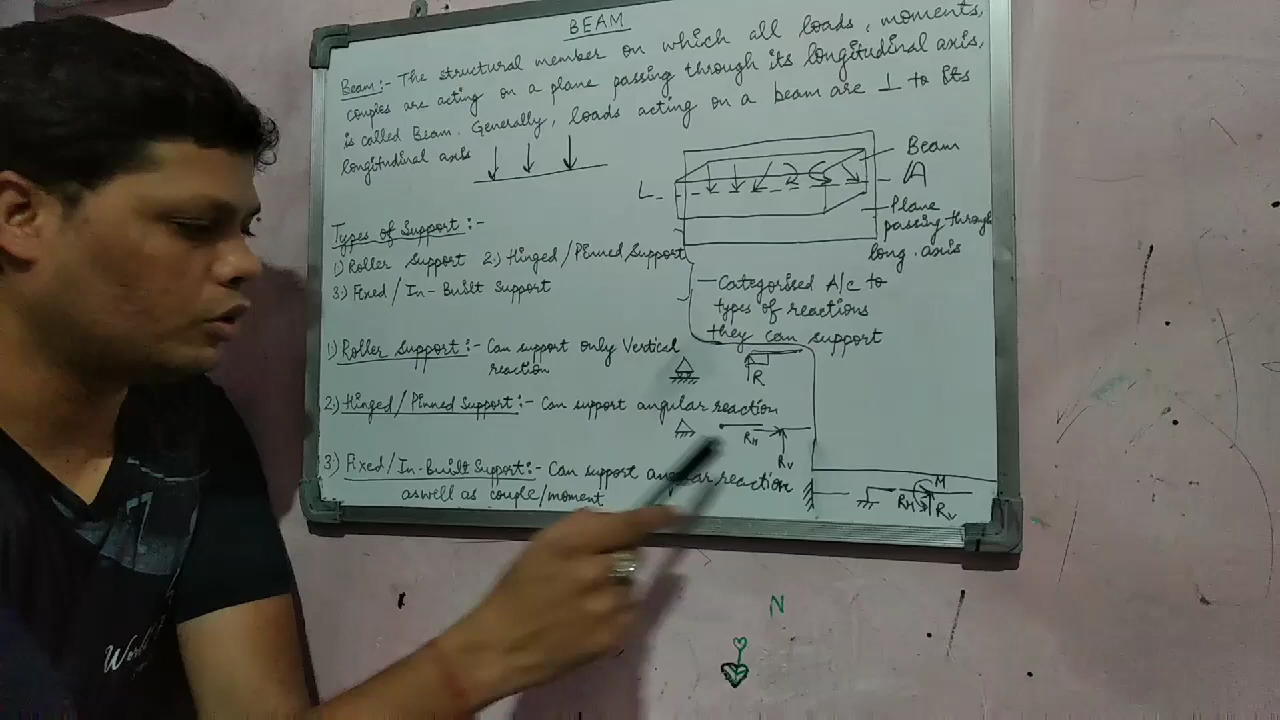 BEAM
Beam:- The structural member on which all loads, moments,
couples are acting on a plane passing through its longitudinal axis,
is called Beam. Generally, loads acting on a beam are ⊥ to its
longitudinal axis
Beam
L
A
Plane
passing through
long. axis
Types of Support:-
1) Roller Support 2.) Hinged/Pinned Support
3) Fixed/In-Built Support
-Categorised A/c to
types of reactions
they can support
1) Roller Support:- Can support only Vertical
reaction
R
2.) Hinged/Pinned Support:- Can support angular reaction
RH
RV
3) Fixed/In-Built Support:- Can support angular reaction
aswell as couple/moment
M
RH
RV
N
World